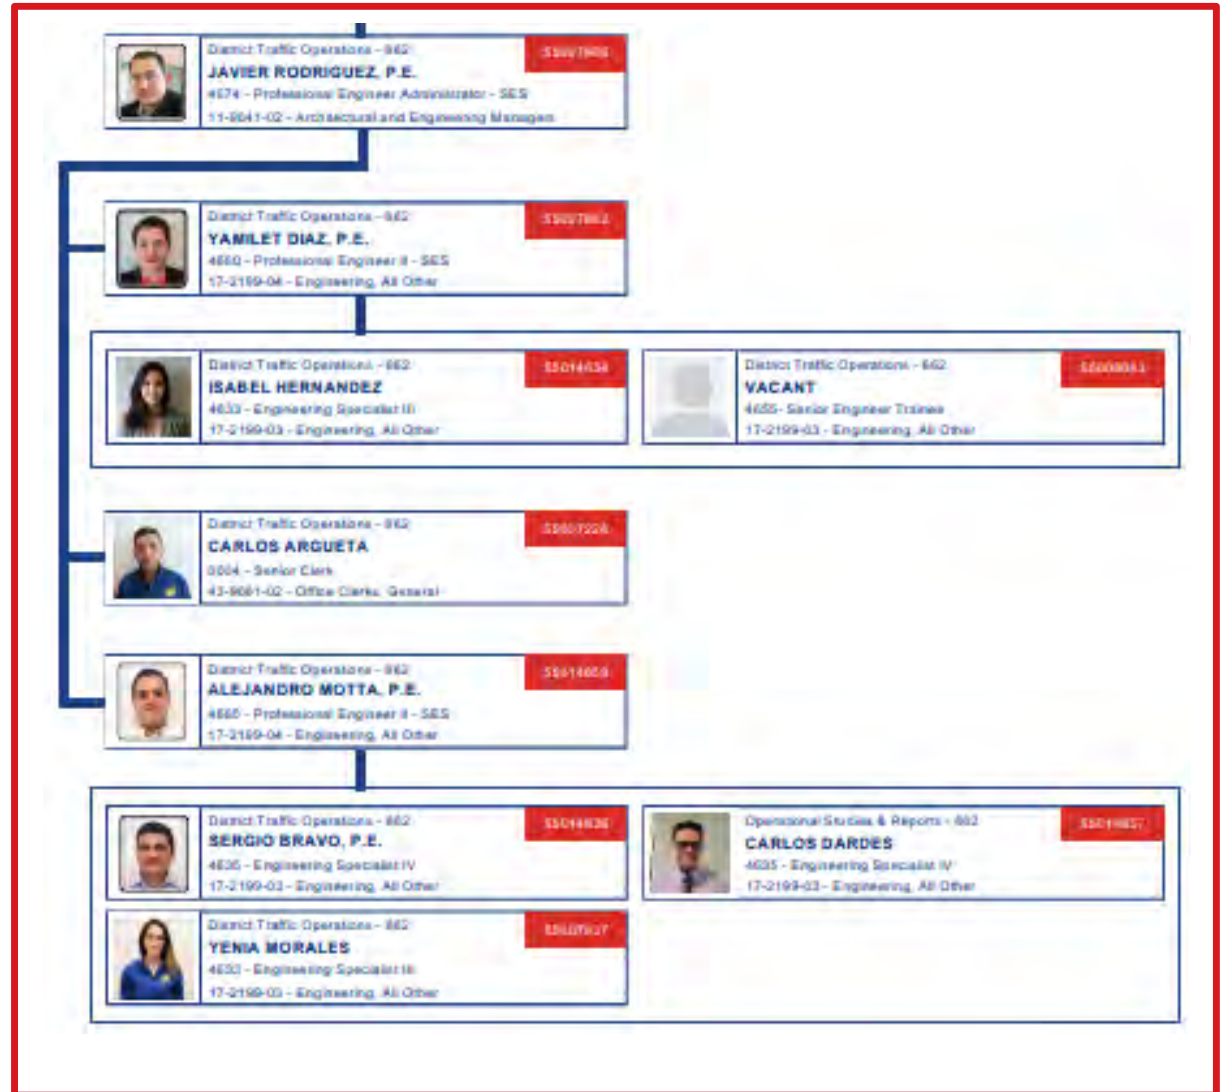 District Traffic Operations - 662
JAVIER RODRIGUEZ, P.E.
4674 - Professional Engineer Administrator - SES
11-9041-02 - Architectural and Engineering Managers
District Traffic Operations - 662
YAMILET DIAZ, P.E.
4660 - Professional Engineer II - SES
17-2199-04 - Engineering, All Other
District Traffic Operations - 662
55014634
ISABEL HERNANDEZ
4633 - Engineering Specialist III
17-2199-03 - Engineering, All Other
District Traffic Operations - 662
VACANT
4655- Senior Engineer Trainee
17-2199-03 - Engineering, All Other
District Traffic Operations - 662
CARLOS ARGUETA
0004 - Senior Clerk
43-9061-02 - Office Clerks, General
District Traffic Operations - 662
ALEJANDRO MOTTA, P.E.
4660 - Professional Engineer II - SES
17-2199-04 - Engineering, All Other
District Traffic Operations - 662
SERGIO BRAVO, P.E.
4635 - Engineering Specialist IV
17-2199-03 - Engineering, All Other
Operational Studies & Reports - 662
CARLOS DARDES
4635 - Engineering Specialist IV
17-2199-03 - Engineering, All Other
District Traffic Operations - 662
YENIA MORALES
4633 - Engineering Specialist III
17-2199-03 - Engineering, All Other